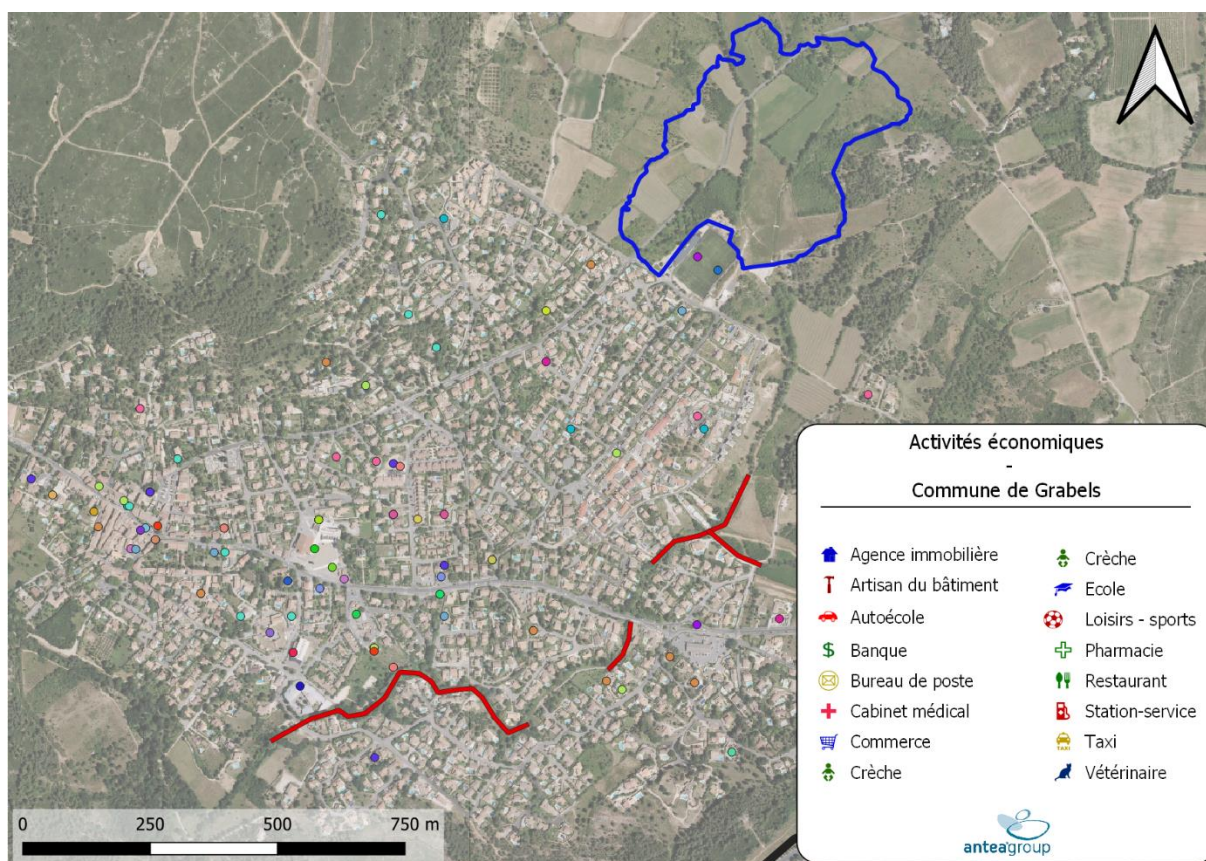 Activités économiques
-
Commune de Grabels
Agence immobilière
Artisan du bâtiment
Autoécole
Banque
Bureau de poste
Cabinet médical
Commerce
Crèche
Crèche
Ecole
Loisirs - sports
Pharmacie
Restaurant
Station-service
TAXI Taxi
Vétérinaire
anteagroup
0 250 500 750 m